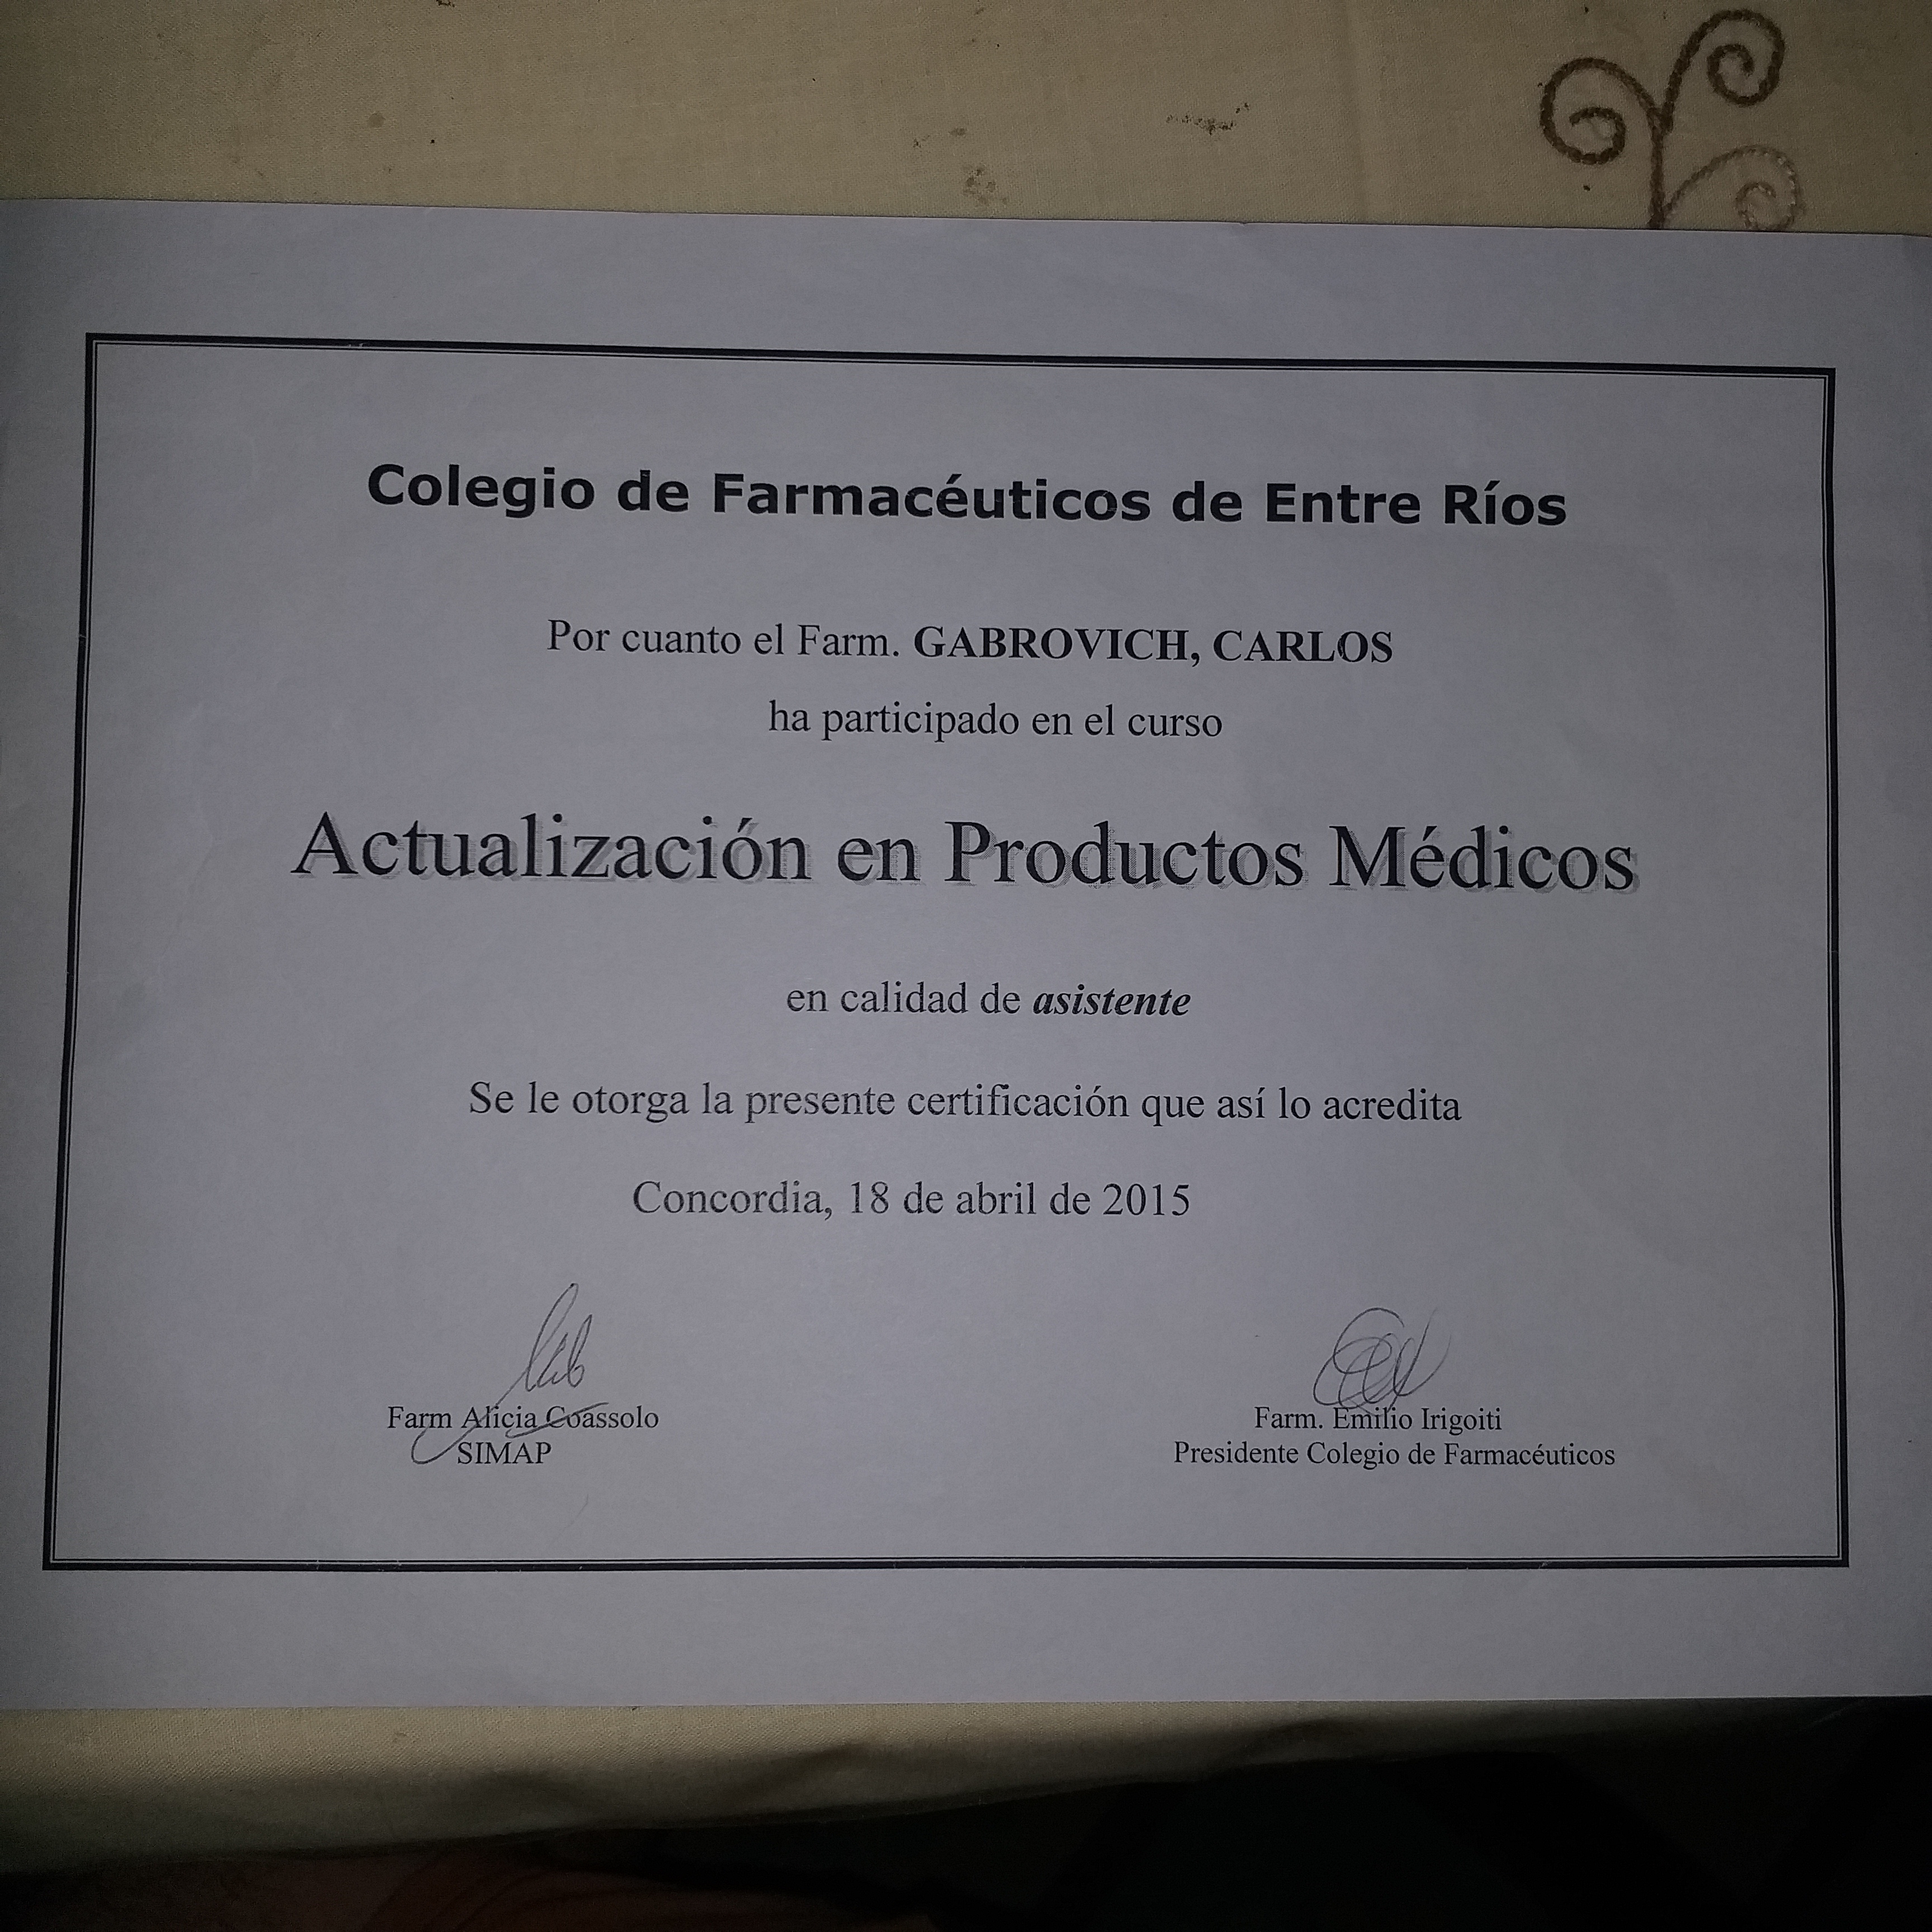 Colegio de Farmacéuticos de Entre Ríos
Por cuanto el Farm. GABROVICH, CARLOS
ha participado en el curso
Actualización en Productos Médicos
en calidad de asistente
Se le otorga la presente certificación que así lo acredita
Concordia, 18 de abril de 2015
Farm Alicia Coassolo
SIMAP
Farm. Emilio Irigoiti
Presidente Colegio de Farmacéuticos